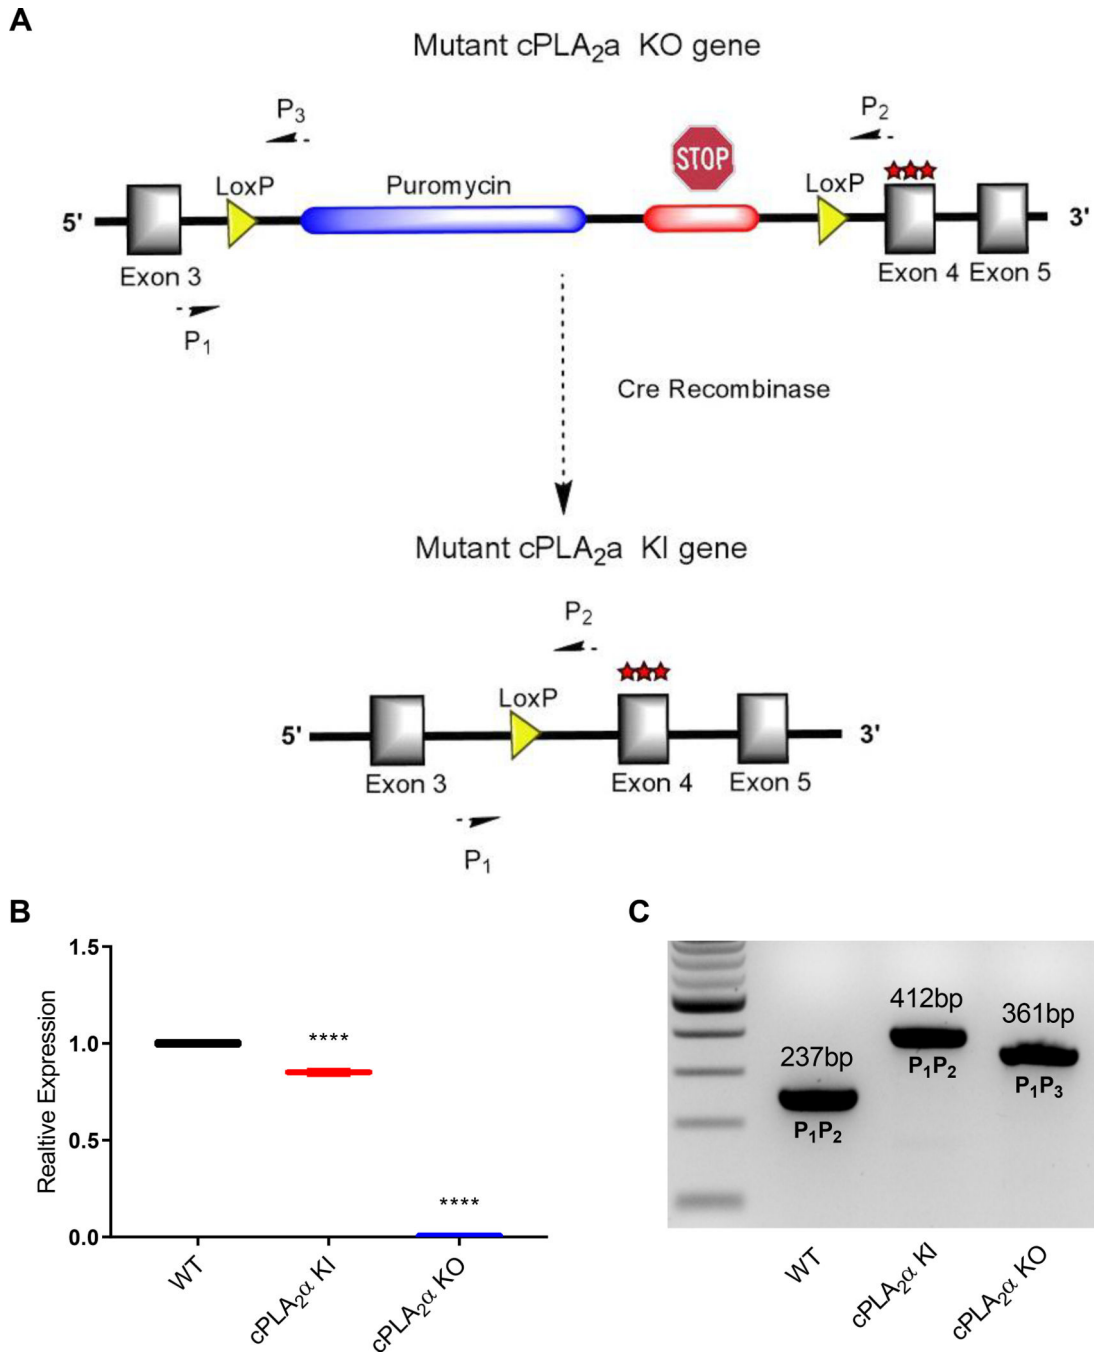 A
Mutant cPLA₂a KO gene
P₃
P₂
STOP
LoxP
Puromycin
LoxP
5'
3'
Exon 3
Exon 4
Exon 5
P₁
Cre Recombinase
Mutant cPLA₂a KI gene
P₂
LoxP
5'
3'
Exon 3
Exon 4
Exon 5
P₁
B
1.5
1.0
0.5
0.0
Realtive Expression
****
****
WT
cPLA₂α KI
cPLA₂α KO
C
237bp
412bp
361bp
P₁P₂
P₁P₂
P₁P₃
WT
cPLA₂α KI
cPLA₂α KO